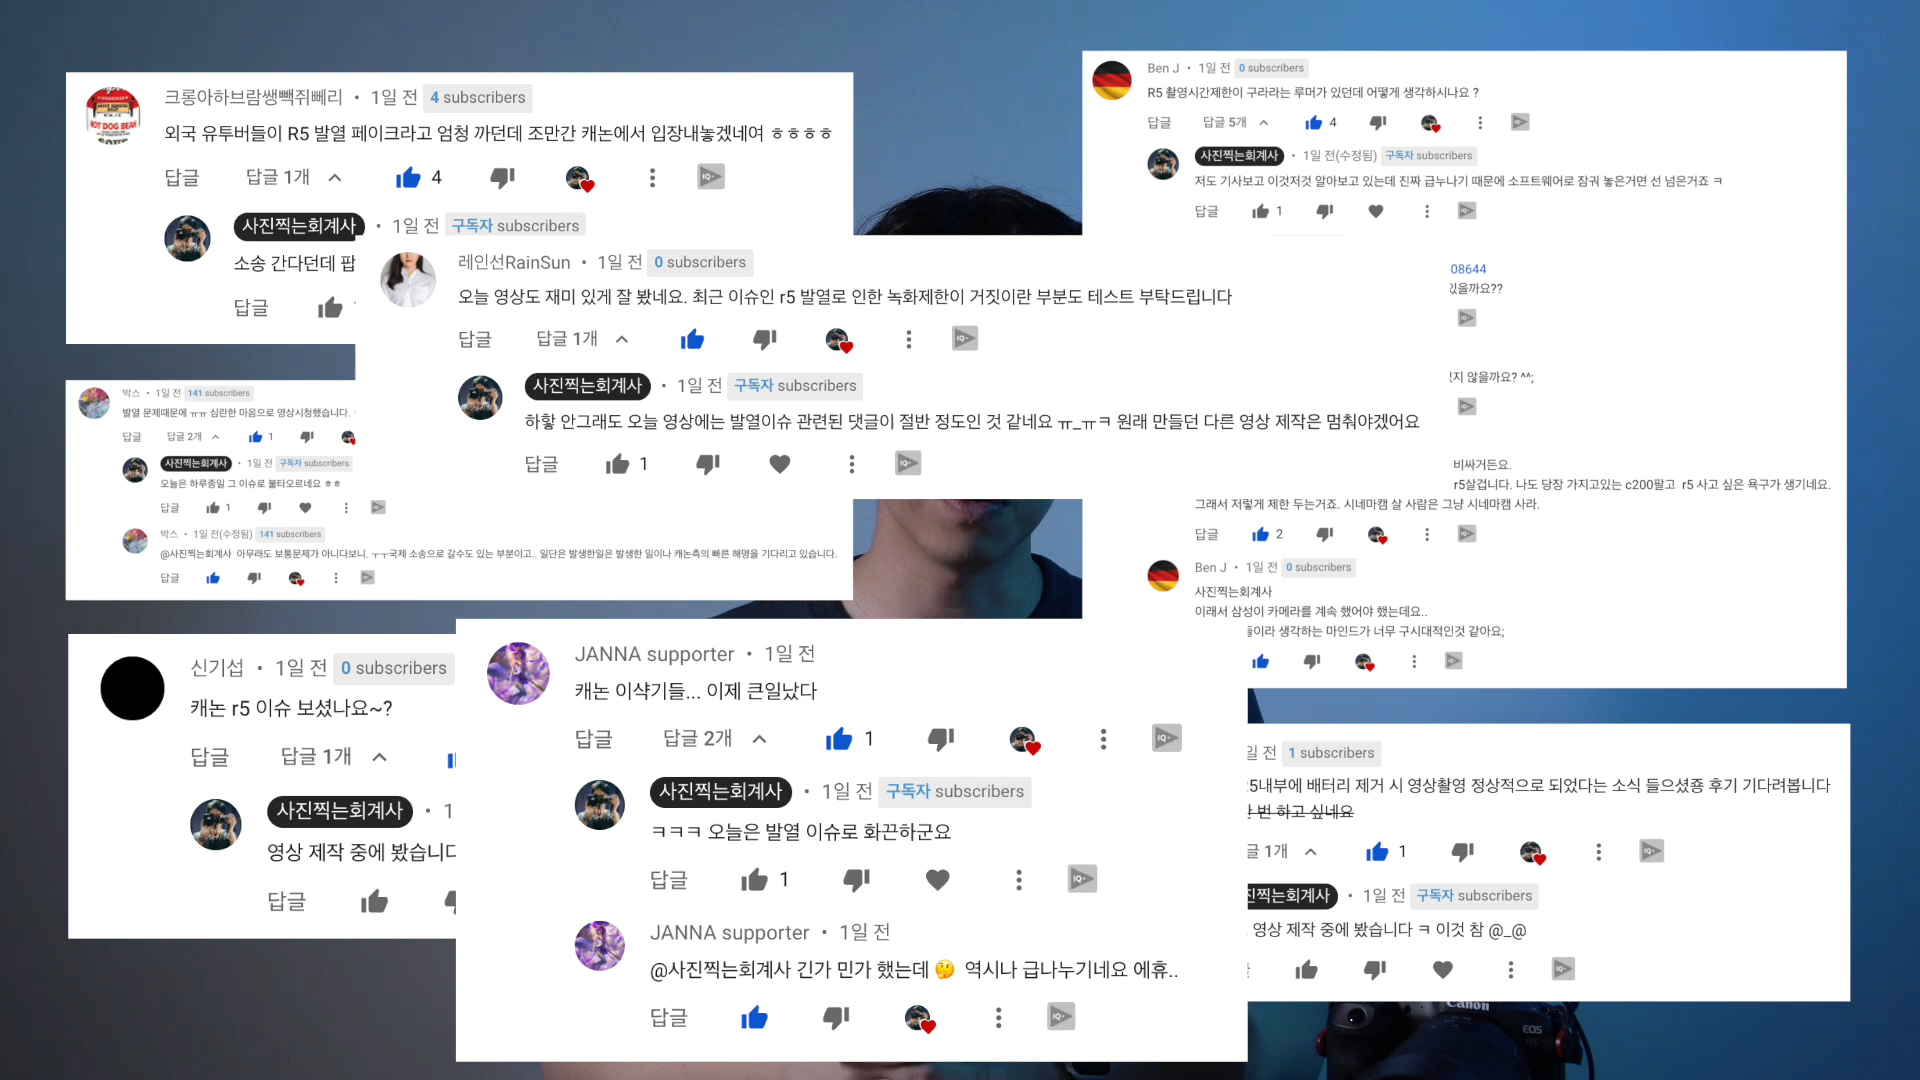 크롱아하브람쌩빽쥐뻬리 • 1일 전 4 subscribers
외국 유투버들이 R5 발열 페이크라고 엄청 까던데 조만간 캐논에서 입장내놓겠네여 ㅎㅎㅎㅎ
답글 답글 1개 4
사진찍는회계사 • 1일 전 구독자 subscribers
소송 간다던데 팝
답글
레인선RainSun • 1일 전 0 subscribers
오늘 영상도 재미 있게 잘 봤네요. 최근 이슈인 r5 발열로 인한 녹화제한이 거짓이란 부분도 테스트 부탁드립니다
답글 답글 1개
사진찍는회계사 • 1일 전 구독자 subscribers
하핳 안그래도 오늘 영상에는 발열이슈 관련된 댓글이 절반 정도인 것 같네요 ㅠ_ㅠㅋ 원래 만들던 다른 영상 제작은 멈춰야겠어요
답글 1
박스 • 1일 전 141 subscribers
발열 문제때문에 ㅠㅠ 심란한 마음으로 영상시청했습니다.
답글 답글 2개 1
사진찍는회계사 • 1일 전 구독자 subscribers
오늘은 하루종일 그 이슈로 불타오르네요 ㅎㅎ
답글 1
박스 • 1일 전(수정됨) 141 subscribers
@사진찍는회계사 아무래도 보통문제가 아니다보니. ㅜㅜ국제 소송으로 갈수도 있는 부분이고.. 일단은 발생한일은 발생한 일이나 캐논측의 빠른 해명을 기다리고 있습니다.
답글
신기섭 • 1일 전 0 subscribers
캐논 r5 이슈 보셨나요~?
답글 답글 1개
사진찍는회계사 • 1
영상 제작 중에 봤습니다
답글
JANNA supporter • 1일 전
캐논 이샥기들... 이제 큰일났다
답글 답글 2개 1
사진찍는회계사 • 1일 전 구독자 subscribers
ㅋㅋㅋ 오늘은 발열 이슈로 화끈하군요
답글 1
JANNA supporter • 1일 전
@사진찍는회계사 긴가 민가 했는데 🤔 역시나 급나누기네요 에휴..
답글
Ben J • 1일 전 0 subscribers
R5 촬영시간제한이 구라라는 루머가 있던데 어떻게 생각하시나요 ?
답글 답글 5개 4
사진찍는회계사 • 1일 전(수정됨) 구독자 subscribers
저도 기사보고 이것저것 알아보고 있는데 진짜 급나누기 때문에 소프트웨어로 잠궈 놓은거면 선 넘은거죠 ㅋ
답글 1
08644
있을까요??
않을까요? ^^;
비싸거든요.
r5살겁니다. 나도 당장 가지고있는 c200팔고 r5 사고 싶은 욕구가 생기네요.
그래서 저렇게 제한 두는거죠. 시네마캠 살 사람은 그냥 시네마캠 사라.
답글 2
Ben J • 1일 전 0 subscribers
사진찍는회계사
이래서 삼성이 카메라를 계속 했어야 했는데요..
들이라 생각하는 마인드가 너무 구시대적인것 같아요;
일 전 1 subscribers
5내부에 배터리 제거 시 영상촬영 정상적으로 되었다는 소식 들으셨죵 후기 기다려봅니다
번 하고 싶네요
글 1개 1
진찍는회계사 • 1일 전 구독자 subscribers
영상 제작 중에 봤습니다 ㅋ 이것 참 @_@
Canon
EOS